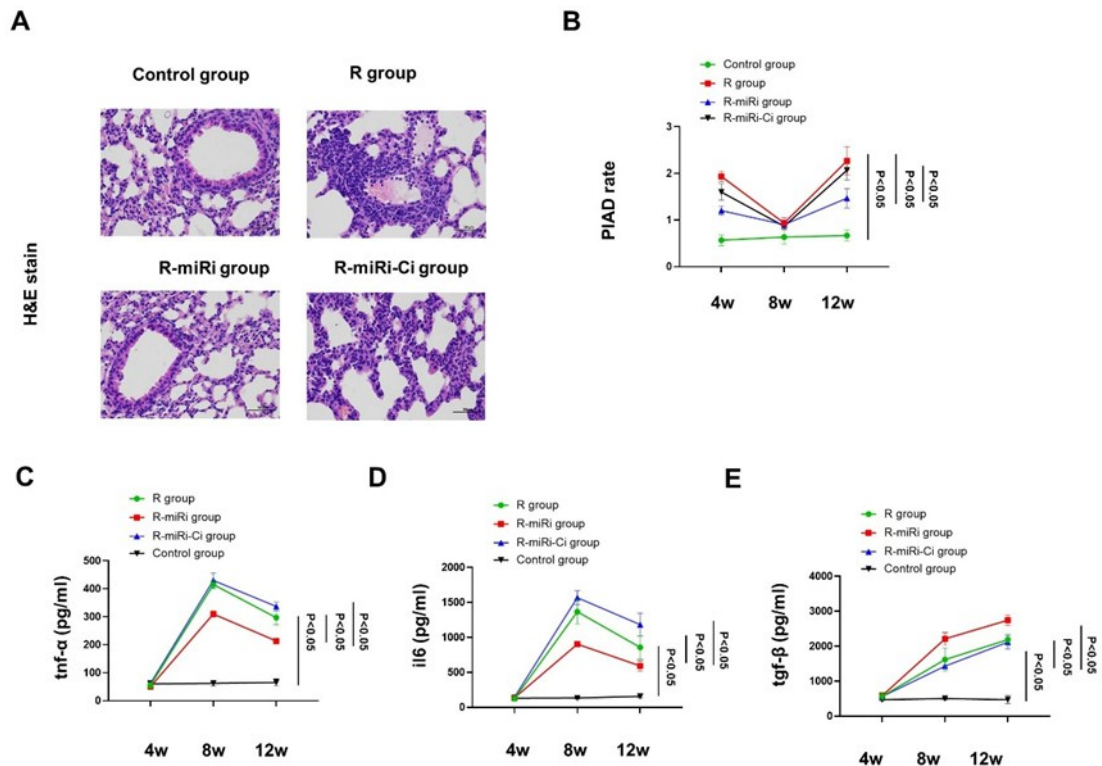 A
Control group
R group
R-miRi group
R-miRi-Ci group
H&E stain
B
Control group
R group
R-miRi group
R-miRi-Ci group
PIAD rate
3
2
1
0
4w 8w 12w
P<0.05
P<0.05
P<0.05
C
R group
R-miRi group
R-miRi-Ci group
Control group
tnf-α (pg/ml)
500
400
300
200
100
0
4w 8w 12w
P<0.05
P<0.05
P<0.05
D
R group
R-miRi group
R-miRi-Ci group
Control group
il6 (pg/ml)
2000
1500
1000
500
0
4w 8w 12w
P<0.05
P<0.05
P<0.05
E
R group
R-miRi group
R-miRi-Ci group
Control group
tgf-β (pg/ml)
4000
3000
2000
1000
0
4w 8w 12w
P<0.05
P<0.05
P<0.05